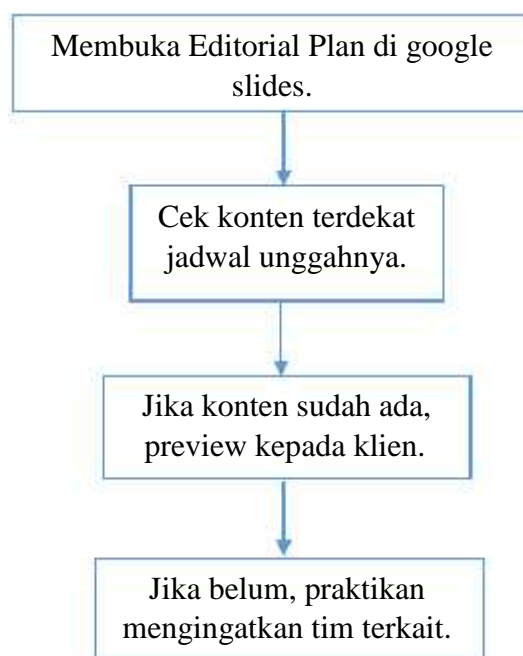 Membuka Editorial Plan di google
slides.
Cek konten terdekat
jadwal unggahnya.
Jika konten sudah ada,
preview kepada klien.
Jika belum, praktikan
mengingatkan tim terkait.